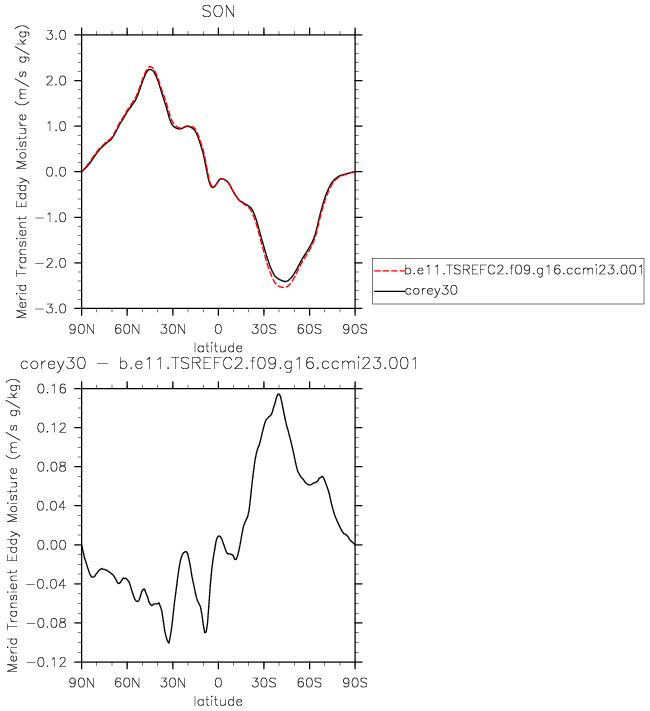 SON
Merid Transient Eddy Moisture (m/s g/kg)
3.0
2.0
1.0
0.0
−1.0
−2.0
−3.0
90N 60N 30N 0 30S 60S 90S
latitude
b.e11.TSREFC2.f09.g16.ccmi23.001
corey30
corey30 − b.e11.TSREFC2.f09.g16.ccmi23.001
Merid Transient Eddy Moisture (m/s g/kg)
0.16
0.12
0.08
0.04
0.00
−0.04
−0.08
−0.12
90N 60N 30N 0 30S 60S 90S
latitude